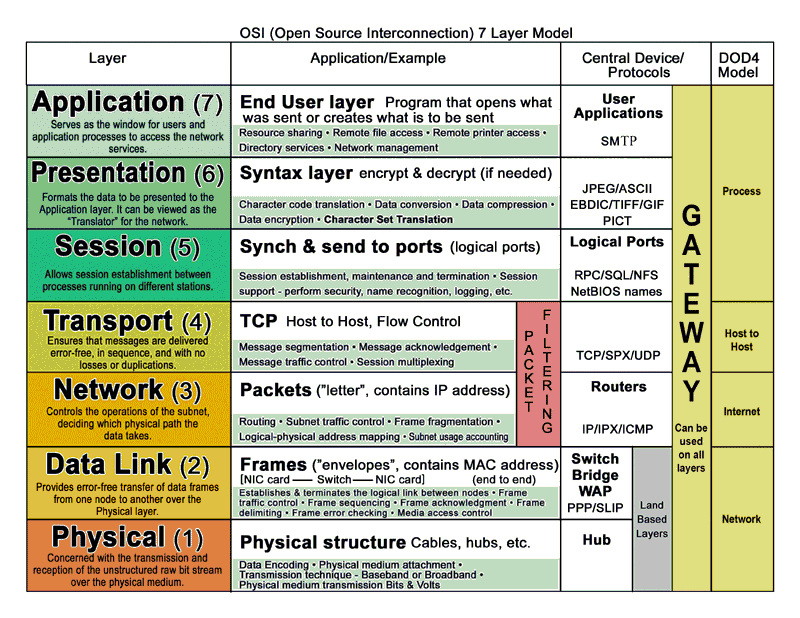 OSI (Open Source Interconnection) 7 Layer Model
Layer
Application/Example
Central Device/
Protocols
DOD4
Model
Application (7)
Serves as the window for users and
application processes to access the network
services.
End User layer Program that opens what
was sent or creates what is to be sent
Resource sharing • Remote file access • Remote printer access •
Directory services • Network management
User
Applications
SMTP
Presentation (6)
Formats the data to be presented to the
Application layer. It can be viewed as the
"Translator" for the network.
Syntax layer encrypt & decrypt (if needed)
Character code translation • Data conversion • Data compression •
Data encryption • Character Set Translation
JPEG/ASCII
EBDIC/TIFF/GIF
PICT
Process
Session (5)
Allows session establishment between
processes running on different stations.
Synch & send to ports (logical ports)
Session establishment, maintenance and termination • Session
support - perform security, name recognition, logging, etc.
Logical Ports
RPC/SQL/NFS
NetBIOS names
Transport (4)
Ensures that messages are delivered
error-free, in sequence, and with no
losses or duplications.
TCP Host to Host, Flow Control
Message segmentation • Message acknowledgement •
Message traffic control • Session multiplexing
PACKET
FILTERING
TCP/SPX/UDP
Host to
Host
Network (3)
Controls the operations of the subnet,
deciding which physical path the
data takes.
Packets ("letter", contains IP address)
Routing • Subnet traffic control • Frame fragmentation •
Logical-physical address mapping • Subnet usage accounting
Routers
IP/IPX/ICMP
Internet
GATEWAY
Can be
used
on all
layers
Data Link (2)
Provides error-free transfer of data frames
from one node to another over the
Physical layer.
Frames ("envelopes", contains MAC address)
[NIC card —— Switch—— NIC card] (end to end)
Establishes & terminates the logical link between nodes • Frame
traffic control • Frame sequencing • Frame acknowledgment • Frame
delimiting • Frame error checking • Media access control
Switch
Bridge
WAP
PPP/SLIP
Land
Based
Layers
Network
Physical (1)
Concerned with the transmission and
reception of the unstructured raw bit stream
over the physical medium.
Physical structure Cables, hubs, etc.
Data Encoding • Physical medium attachment •
Transmission technique - Baseband or Broadband •
Physical medium transmission Bits & Volts
Hub